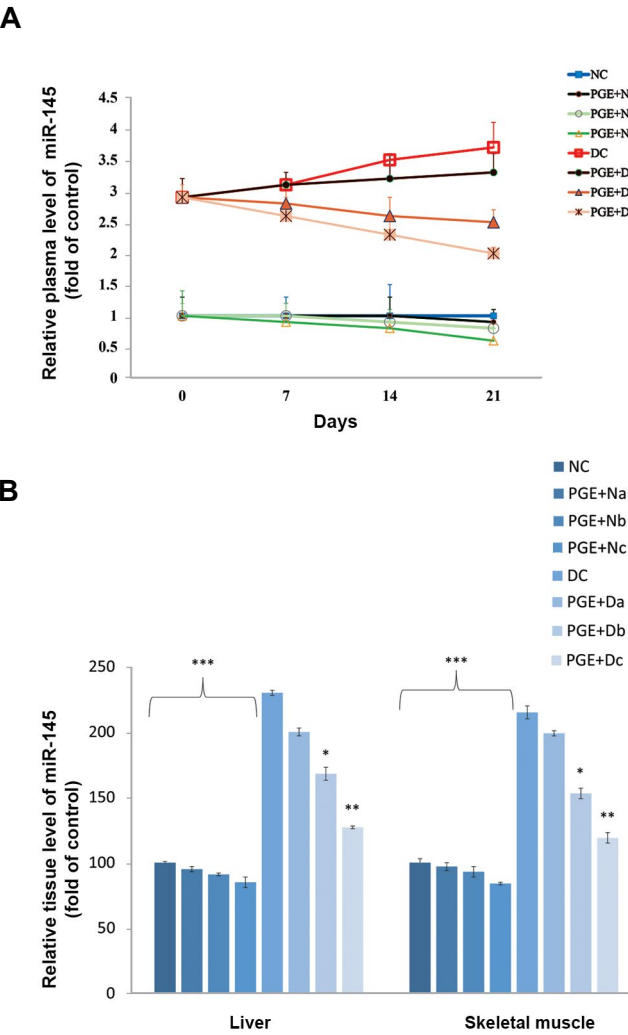 A
Relative plasma level of miR-145
(fold of control)
4.5
4
3.5
3
2.5
2
1.5
1
0.5
0
0 7 14 21
Days
NC
PGE+N
PGE+N
PGE+N
DC
PGE+D
PGE+D
PGE+D
B
NC
PGE+Na
PGE+Nb
PGE+Nc
DC
PGE+Da
PGE+Db
PGE+Dc
Relative tissue level of miR-145
(fold of control)
250
200
150
100
50
0
*** ***
* *
** **
Liver Skeletal muscle